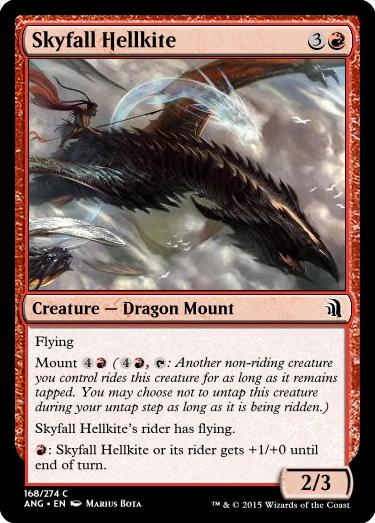 Skyfall Hellkite 3
Creature — Dragon Mount
Flying
Mount 4 ( 4 , : Another non-riding creature
you control rides this creature for as long as it remains
tapped. You may choose not to untap this creature
during your untap step as long as it is being ridden.)
Skyfall Hellkite's rider has flying.
: Skyfall Hellkite or its rider gets +1/+0 until
end of turn.
2/3
168/274 C
ANG • EN Marius Bota ™ & © 2015 Wizards of the Coast